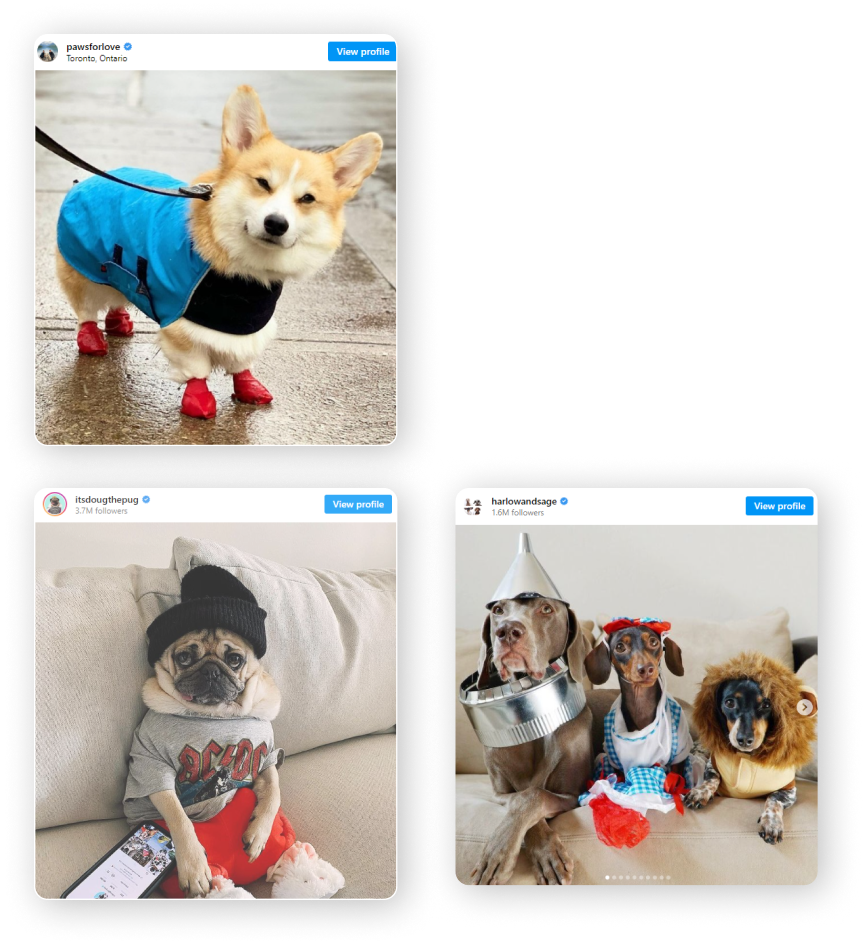 pawsforlove
View profile
Toronto, Ontario
itsdougthepug
View profile
3.7M followers
AC/DC
harlowandsage
View profile
1.6M followers